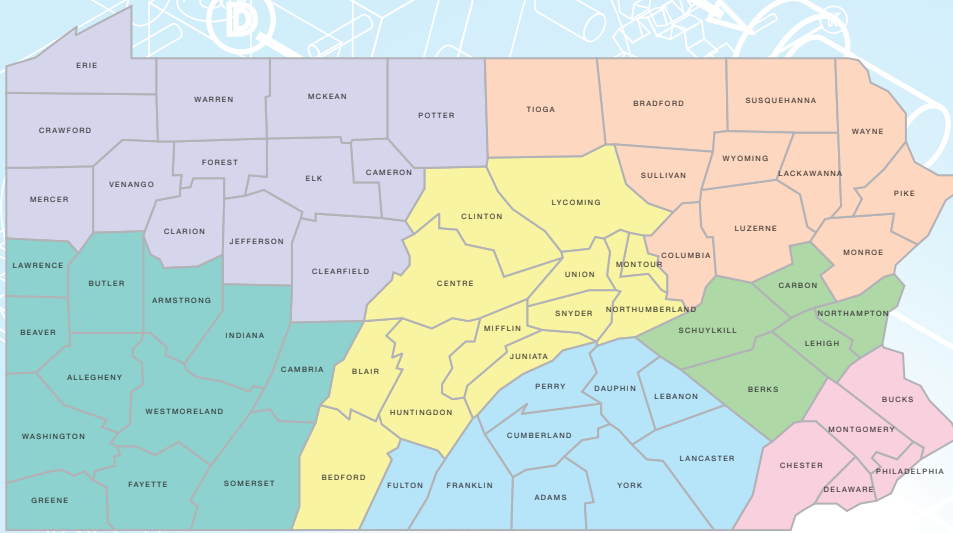 D
ERIE
WARREN
MCKEAN
POTTER
TIOGA
BRADFORD
SUSQUEHANNA
WAYNE
CRAWFORD
FOREST
VENANGO
ELK
CAMERON
SULLIVAN
WYOMING
LACKAWANNA
PIKE
MERCER
CLARION
JEFFERSON
CLINTON
LYCOMING
LUZERNE
MONROE
LAWRENCE
BUTLER
ARMSTRONG
CLEARFIELD
CENTRE
UNION
MONTOUR
COLUMBIA
CARBON
BEAVER
INDIANA
MIFFLIN
SNYDER
NORTHUMBERLAND
SCHUYLKILL
NORTHAMPTON
LEHIGH
ALLEGHENY
CAMBRIA
BLAIR
JUNIATA
PERRY
DAUPHIN
LEBANON
BERKS
BUCKS
WESTMORELAND
HUNTINGDON
WASHINGTON
CUMBERLAND
LANCASTER
MONTGOMERY
CHESTER
PHILADELPHIA
GREENE
FAYETTE
SOMERSET
BEDFORD
FULTON
FRANKLIN
ADAMS
YORK
DELAWARE